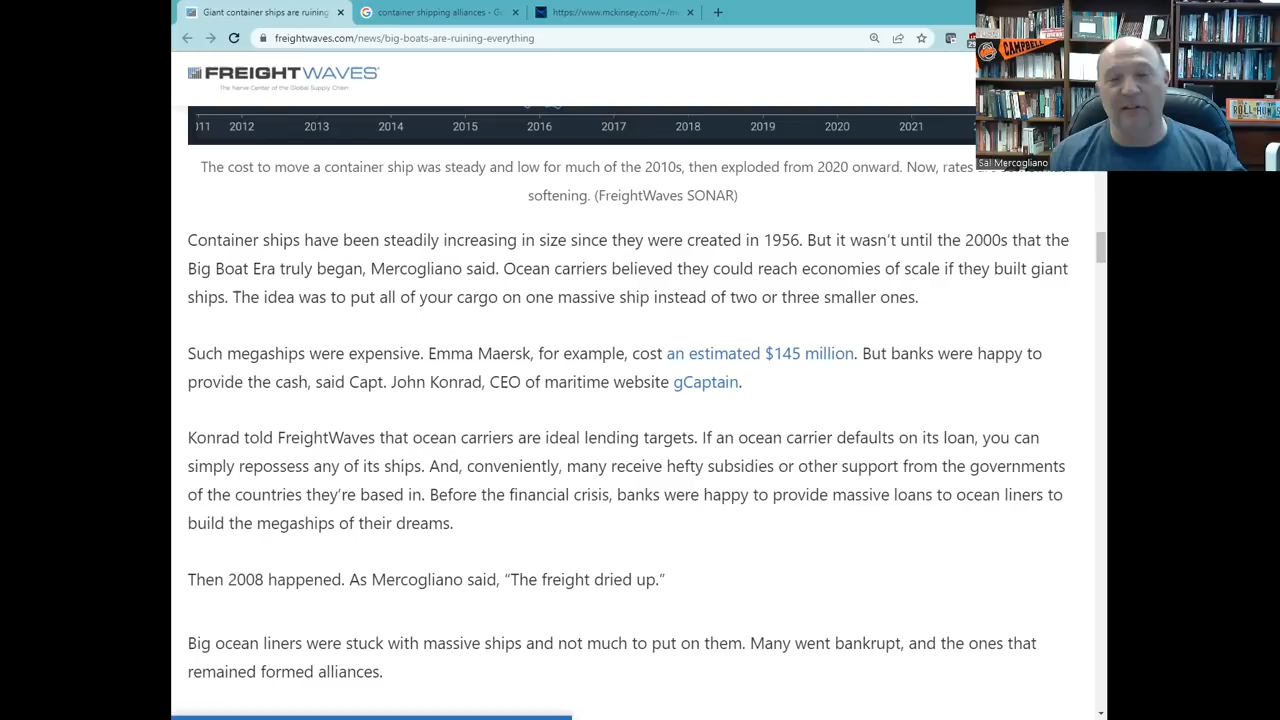 Giant container ships are ruining
container shipping alliances - G
https://www.mckinsey.com/~/m
freightwaves.com/news/big-boats-are-ruining-everything
FREIGHTWAVES
The Nerve Center of the Global Supply Chain
CAMPBELL
Sal Mercogliano
2011 2012 2013 2014 2015 2016 2017 2018 2019 2020 2021
The cost to move a container ship was steady and low for much of the 2010s, then exploded from 2020 onward. Now, rates
softening. (FreightWaves SONAR)
Container ships have been steadily increasing in size since they were created in 1956. But it wasn’t until the 2000s that the
Big Boat Era truly began, Mercogliano said. Ocean carriers believed they could reach economies of scale if they built giant
ships. The idea was to put all of your cargo on one massive ship instead of two or three smaller ones.
Such megaships were expensive. Emma Maersk, for example, cost an estimated $145 million. But banks were happy to
provide the cash, said Capt. John Konrad, CEO of maritime website gCaptain.
Konrad told FreightWaves that ocean carriers are ideal lending targets. If an ocean carrier defaults on its loan, you can
simply repossess any of its ships. And, conveniently, many receive hefty subsidies or other support from the governments
of the countries they’re based in. Before the financial crisis, banks were happy to provide massive loans to ocean liners to
build the megaships of their dreams.
Then 2008 happened. As Mercogliano said, “The freight dried up.”
Big ocean liners were stuck with massive ships and not much to put on them. Many went bankrupt, and the ones that
remained formed alliances.